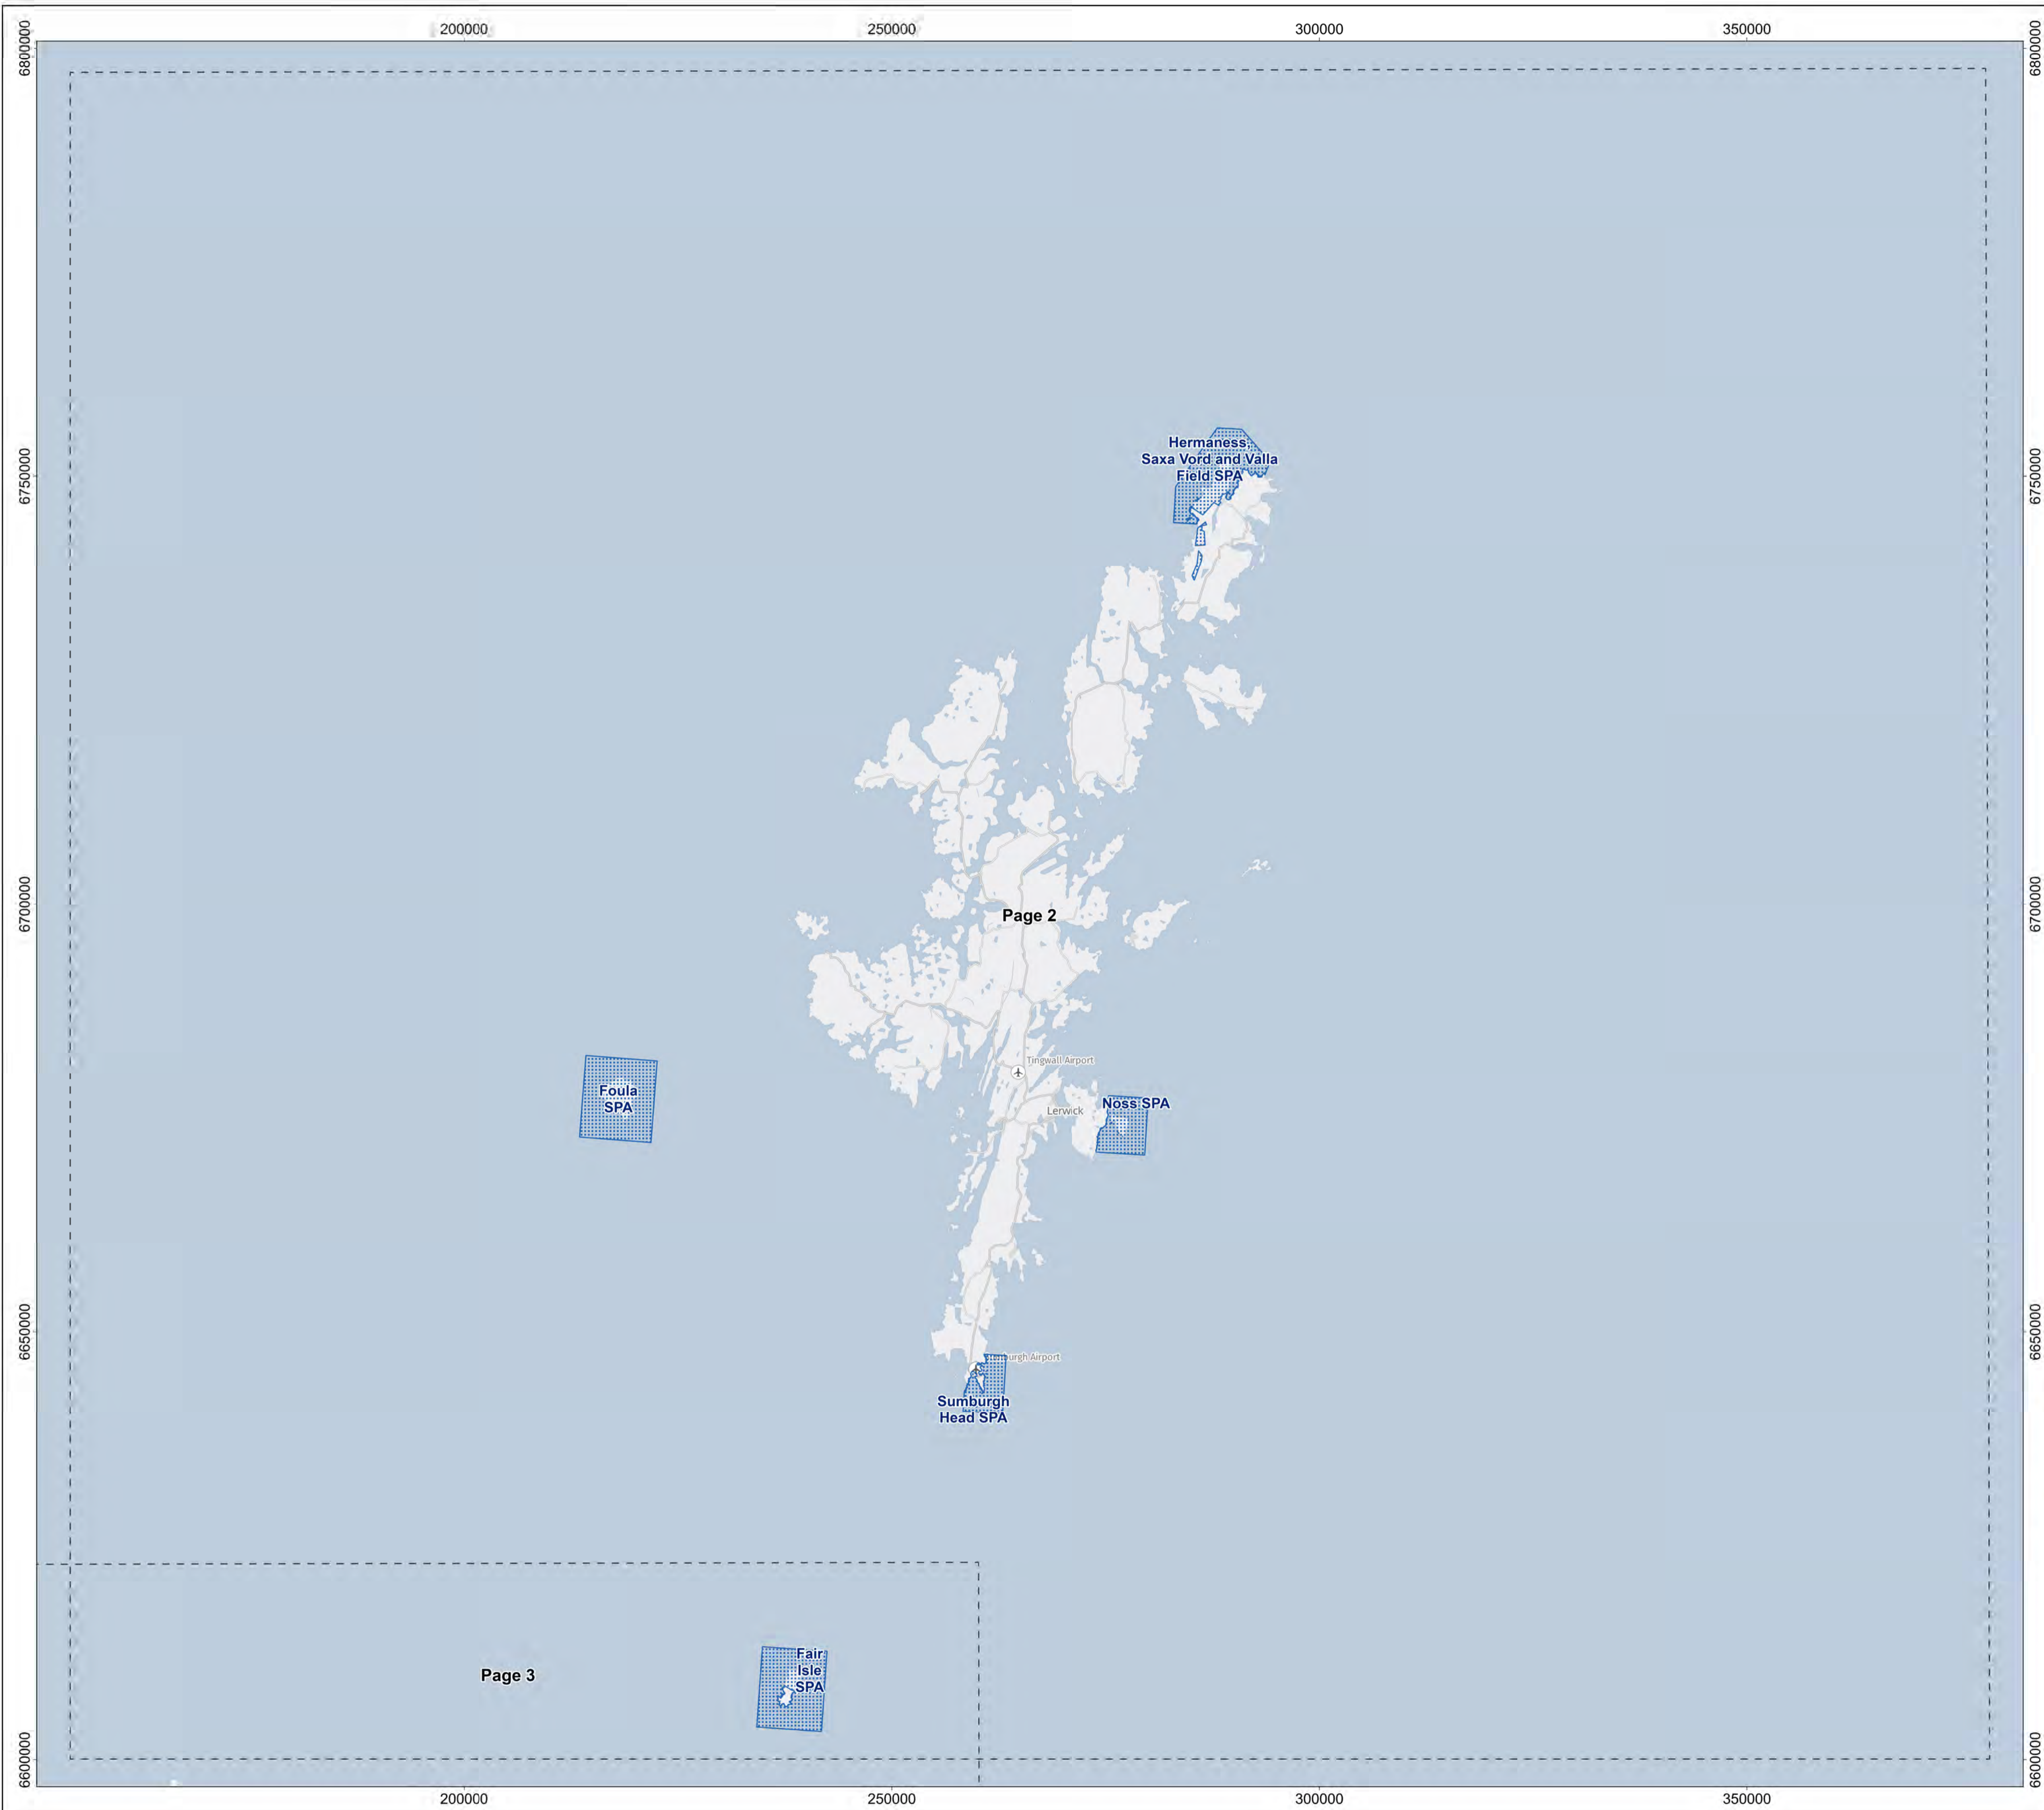 200000
250000
300000
350000
6800000
6800000
Hermaness,
Saxa Vord and Valla
Field SPA
6750000
6750000
6700000
6700000
Page 2
Tingwall Airport
Foula
SPA
Noss SPA
Lerwick
6650000
6650000
burgh Airport
Sumburgh
Head SPA
Fair
Isle
SPA
Page 3
6600000
6600000
200000
250000
300000
350000